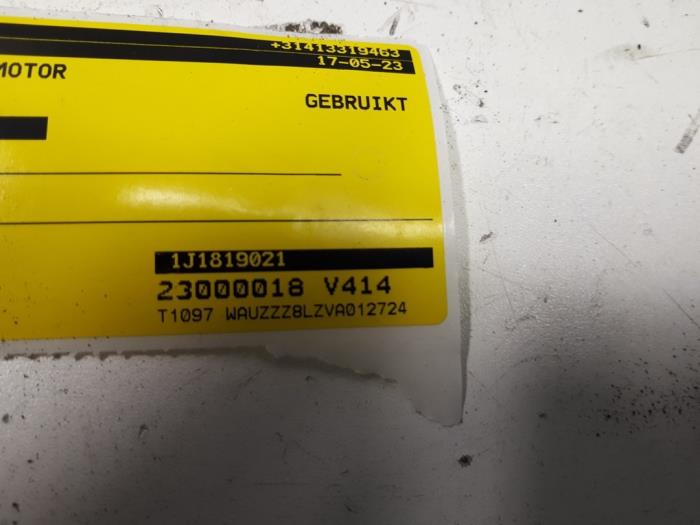 +31413319463
17-05-23
MOTOR
GEBRUIKT
1J1819021
23000018 V414
T1097 WAUZZZ8LZVA012724